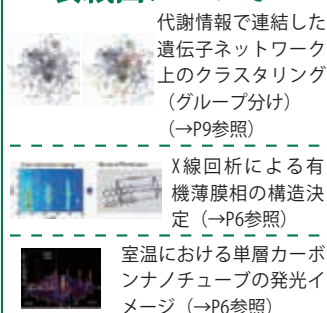 代謝情報で連結した
遺伝子ネットワーク
上のクラスタリング
（グループ分け）
（→P9参照）
X線回析による有
機薄膜相の構造決
定（→P6参照）
室温における単層カーボ
ンナノチューブの発光イ
メージ（→P6参照）